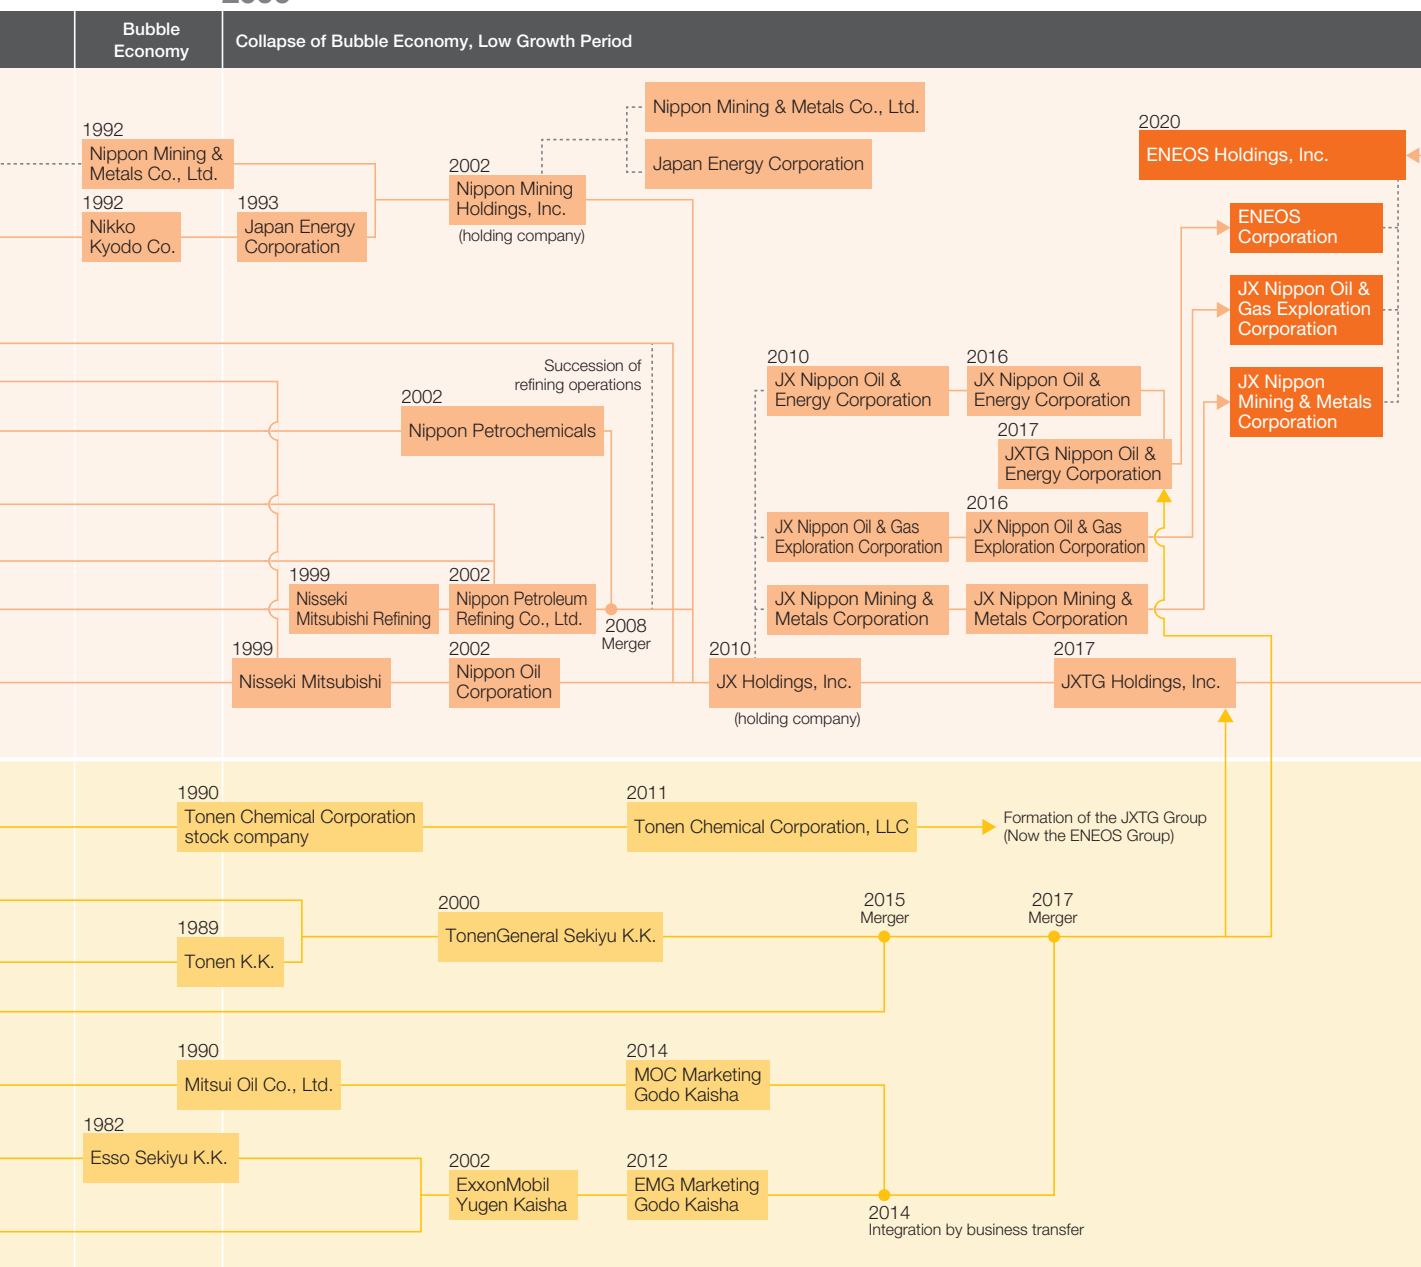 Bubble
Economy
Collapse of Bubble Economy, Low Growth Period
1992
Nippon Mining &
Metals Co., Ltd.
1992
Nikko
Kyodo Co.
1993
Japan Energy
Corporation
2002
Nippon Mining
Holdings, Inc.
(holding company)
Nippon Mining & Metals Co., Ltd.
Japan Energy Corporation
2020
ENEOS Holdings, Inc.
ENEOS
Corporation
JX Nippon Oil &
Gas Exploration
Corporation
JX Nippon
Mining & Metals
Corporation
Succession of
refining operations
2002
Nippon Petrochemicals
2010
JX Nippon Oil &
Energy Corporation
2016
JX Nippon Oil &
Energy Corporation
2017
JXTG Nippon Oil &
Energy Corporation
JX Nippon Oil & Gas
Exploration Corporation
2016
JX Nippon Oil & Gas
Exploration Corporation
1999
Nisseki
Mitsubishi Refining
2002
Nippon Petroleum
Refining Co., Ltd.
2008
Merger
JX Nippon Mining &
Metals Corporation
JX Nippon Mining &
Metals Corporation
1999
Nisseki Mitsubishi
2002
Nippon Oil
Corporation
2010
JX Holdings, Inc.
(holding company)
2017
JXTG Holdings, Inc.
1990
Tonen Chemical Corporation
stock company
2011
Tonen Chemical Corporation, LLC
Formation of the JXTG Group
(Now the ENEOS Group)
1989
Tonen K.K.
2000
TonenGeneral Sekiyu K.K.
2015
Merger
2017
Merger
1990
Mitsui Oil Co., Ltd.
2014
MOC Marketing
Godo Kaisha
1982
Esso Sekiyu K.K.
2002
ExxonMobil
Yugen Kaisha
2012
EMG Marketing
Godo Kaisha
2014
Integration by business transfer